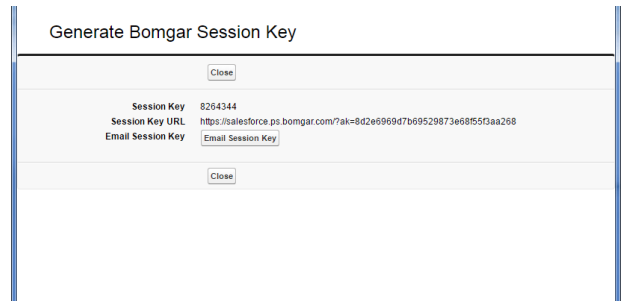 Generate Bomgar Session Key
Close
Session Key 8264344
Session Key URL https://salesforce.ps.bomgar.com/?ak=8d2e6969d7b69529873e68f55f3aa268
Email Session Key Email Session Key
Close